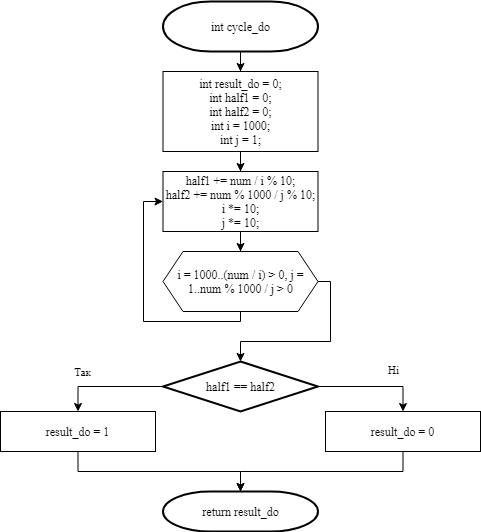 int cycle_do
int result_do = 0;
int half1 = 0;
int half2 = 0;
int i = 1000;
int j = 1;
half1 += num / i % 10;
half2 += num % 1000 / j % 10;
i *= 10;
j *= 10;
i = 1000..(num / i) > 0, j =
1..num % 1000 / j > 0
Так
Ні
half1 == half2
result_do = 1
result_do = 0
return result_do